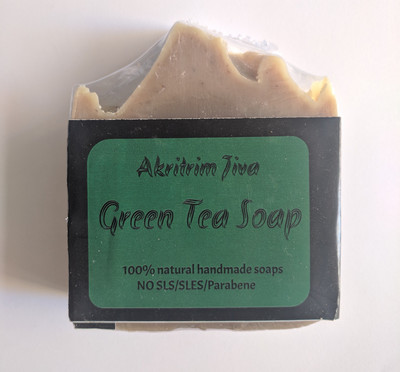 Akritrim Jiva
Green Tea Soap
100% natural handmade soaps
NO SLS/SLES/Parabene